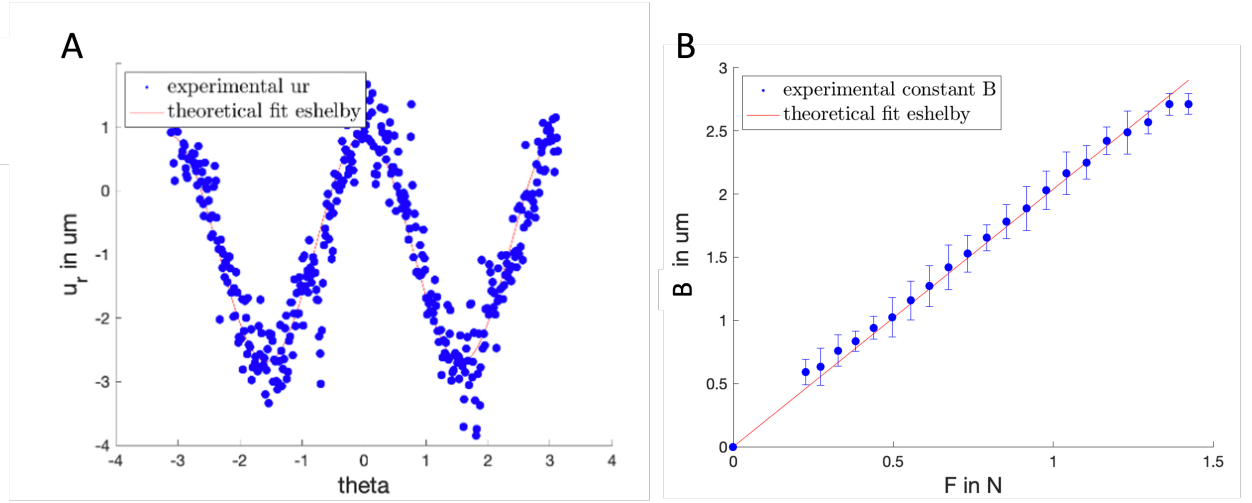 A
experimental ur
theoretical fit eshelby
1
0
-1
-2
-3
-4
u_r in um
-4
-3
-2
-1
0
1
2
3
4
theta
B
experimental constant B
theoretical fit eshelby
3
2.5
2
1.5
1
0.5
0
B in um
0
0.5
1
1.5
F in N